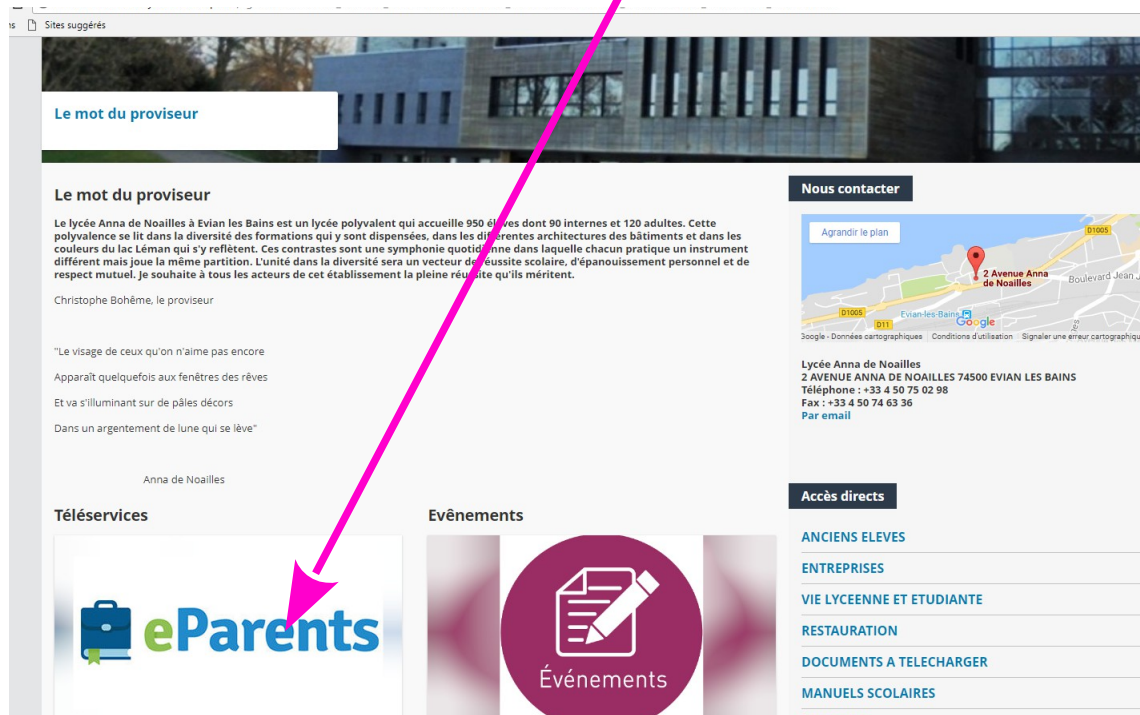 Sites suggérés
Le mot du proviseur
Le mot du proviseur
Le lycée Anna de Noailles à Evian les Bains est un lycée polyvalent qui accueille 950 élèves dont 90 internes et 120 adultes. Cette
polyvalence se lit dans la diversité des formations qui y sont dispensées, dans les différentes architectures des bâtiments et dans les
couleurs du lac Léman qui s'y reflètent. Ces contrastes sont une symphonie quotidienne dans laquelle chacun pratique un instrument
différent mais joue la même partition. L'unité dans la diversité sera un vecteur de réussite scolaire, d'épanouissement personnel et de
respect mutuel. Je souhaite à tous les acteurs de cet établissement la pleine réussite qu'ils méritent.
Christophe Bohême, le proviseur
"Le visage de ceux qu'on n'aime pas encore
Apparaît quelquefois aux fenêtres des rêves
Et va s'illuminant sur de pâles décors
Dans un argentement de lune qui se lève"
Anna de Noailles
Téléservices
eParents
Evênements
Événements
Nous contacter
Agrandir le plan
D1005
2 Avenue Anna
de Noailles
Boulevard Jean J
D1005
Evian-les-Bains
D11
Google
Google - Données cartographiques Conditions d'utilisation Signaler une erreur cartographiqu
Lycée Anna de Noailles
2 AVENUE ANNA DE NOAILLES 74500 EVIAN LES BAINS
Téléphone : +33 4 50 75 02 98
Fax : +33 4 50 74 63 36
Par email
Accès directs
ANCIENS ELEVES
ENTREPRISES
VIE LYCEENNE ET ETUDIANTE
RESTAURATION
DOCUMENTS A TELECHARGER
MANUELS SCOLAIRES